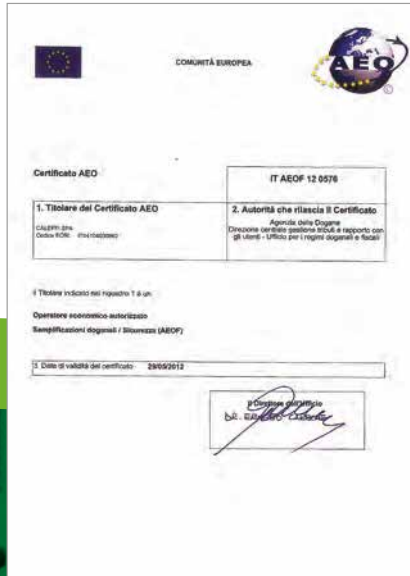 COMUNITÀ EUROPEA
AEO
©
Certificato AEO
IT AEOF 12 0576
1. Titolare del Certificato AEO
CALEFFI SPA
Codice EORI:
2. Autorità che rilascia il Certificato
Agenzia delle Dogane
Direzione centrale gestione tributi e rapporto con
gli utenti - Ufficio per i regimi doganali e fiscali
Il Titolare indicato nel riquadro 1 è un:
Operatore economico autorizzato
Semplificazioni doganali / Sicurezza (AEOF)
3. Data di validità del certificato 29/05/2012
Il Direttore dell'Ufficio